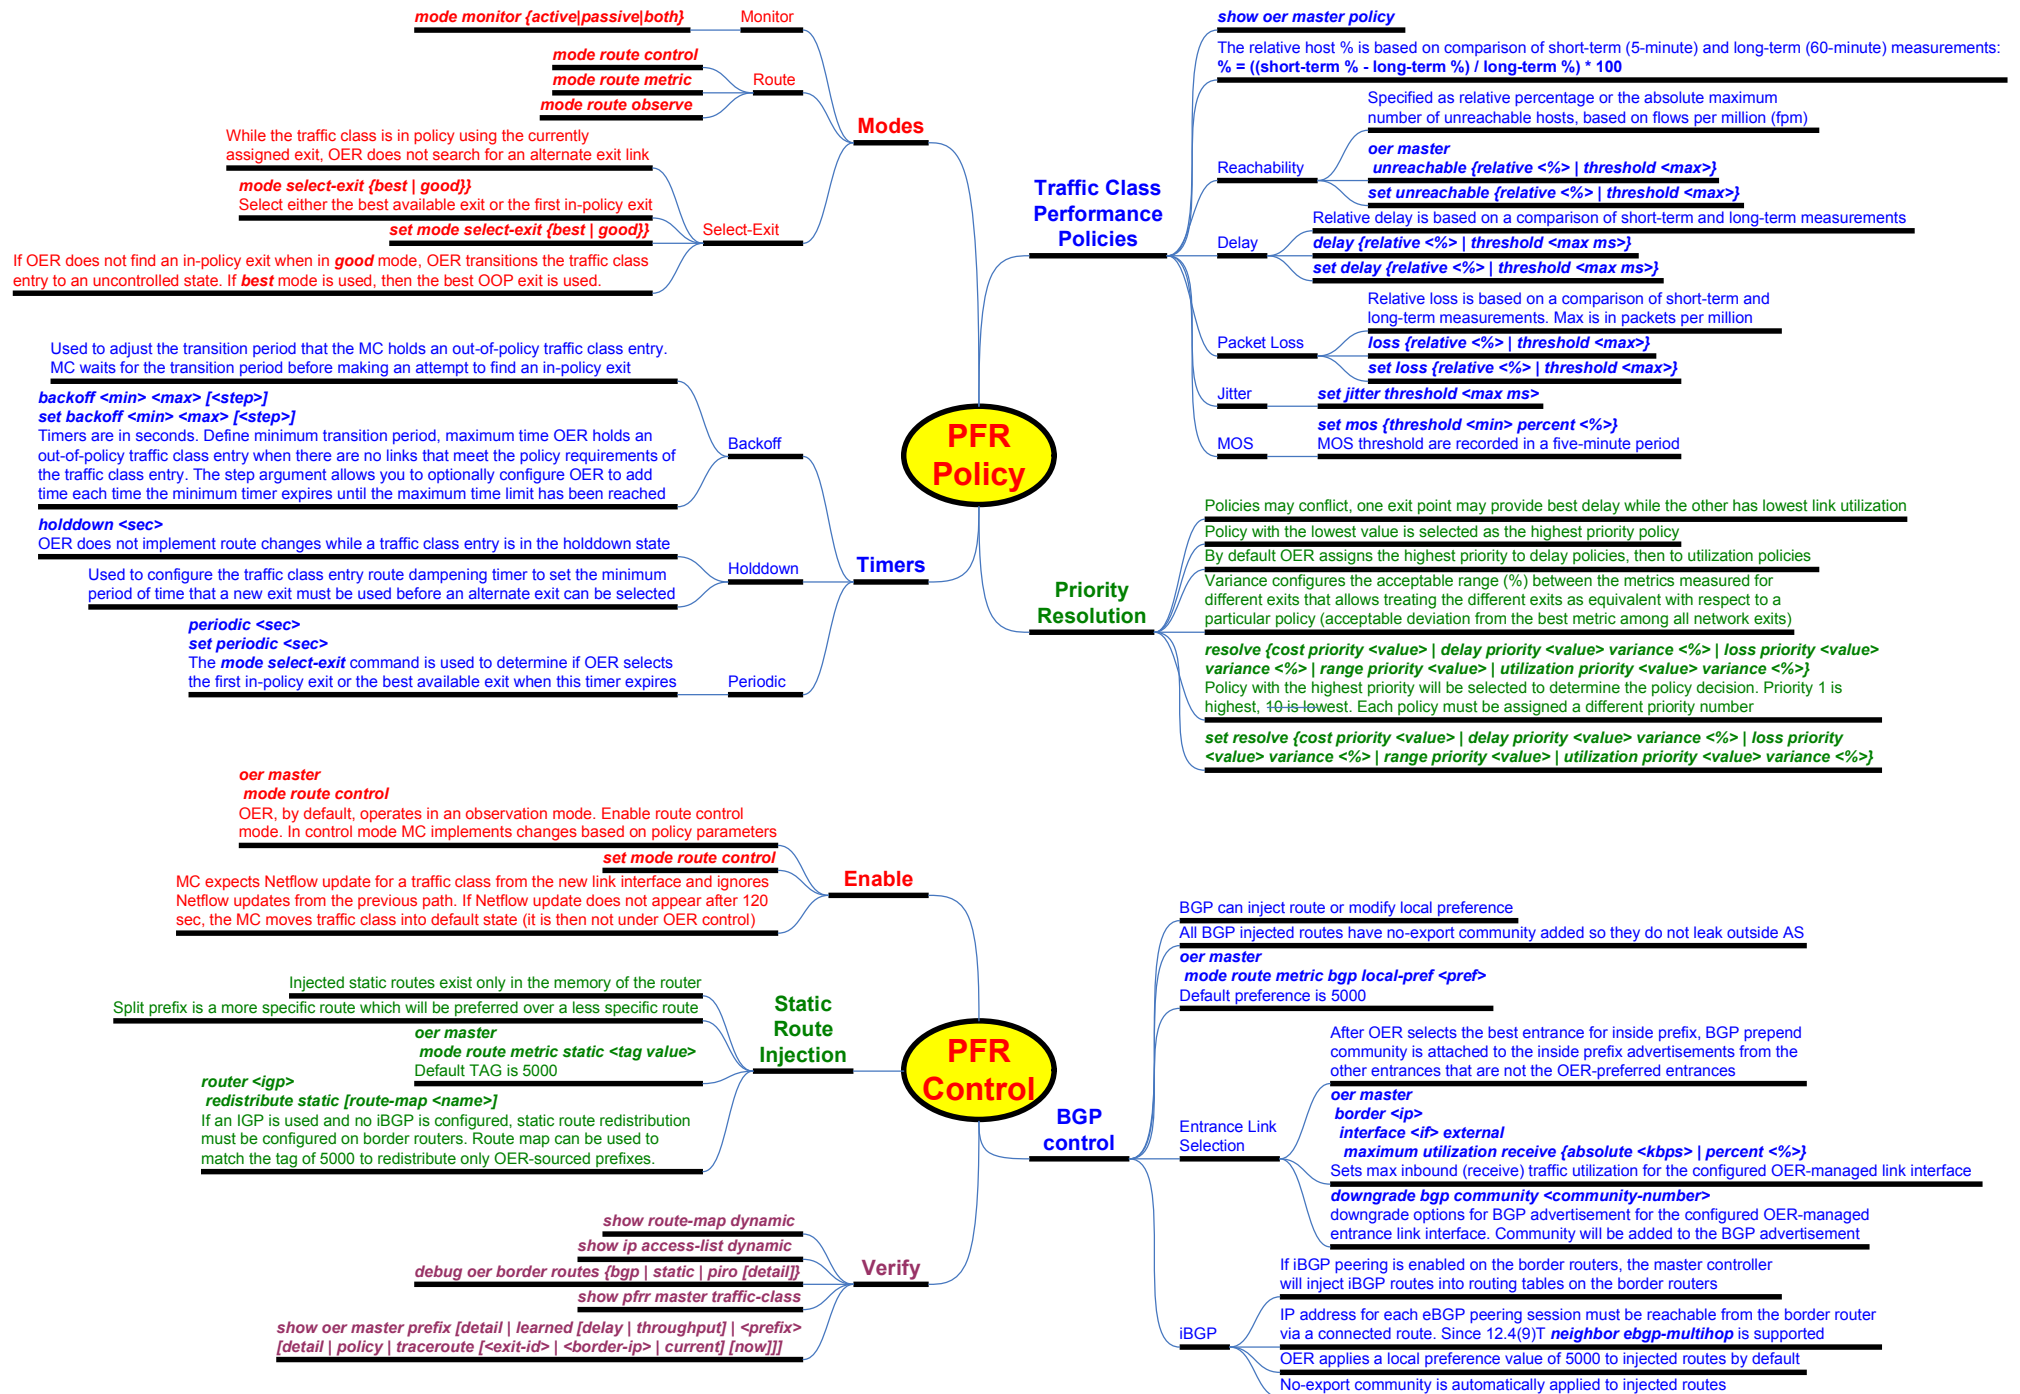 mode monitor {active|passive|both}
Monitor
mode route control
mode route metric
mode route observe
Route
Modes
While the traffic class is in policy using the currently
assigned exit, OER does not search for an alternate exit link
mode select-exit {best | good}}
Select either the best available exit or the first in-policy exit
set mode select-exit {best | good}}
Select-Exit
If OER does not find an in-policy exit when in good mode, OER transitions the traffic class
entry to an uncontrolled state. If best mode is used, then the best OOP exit is used.
Used to adjust the transition period that the MC holds an out-of-policy traffic class entry.
MC waits for the transition period before making an attempt to find an in-policy exit
backoff <min> <max> [<step>]
set backoff <min> <max> [<step>]
Timers are in seconds. Define minimum transition period, maximum time OER holds an
out-of-policy traffic class entry when there are no links that meet the policy requirements of
the traffic class entry. The step argument allows you to optionally configure OER to add
time each time the minimum timer expires until the maximum time limit has been reached
Backoff
holddown <sec>
OER does not implement route changes while a traffic class entry is in the holddown state
Used to configure the traffic class entry route dampening timer to set the minimum
period of time that a new exit must be used before an alternate exit can be selected
Holddown
Timers
periodic <sec>
set periodic <sec>
The mode select-exit command is used to determine if OER selects
the first in-policy exit or the best available exit when this timer expires
Periodic
PFR
Policy
show oer master policy
The relative host % is based on comparison of short-term (5-minute) and long-term (60-minute) measurements:
% = ((short-term % - long-term %) / long-term %) * 100
Specified as relative percentage or the absolute maximum
number of unreachable hosts, based on flows per million (fpm)
oer master
unreachable {relative <%> | threshold <max>}
set unreachable {relative <%> | threshold <max>}
Reachability
Traffic Class
Performance
Policies
Relative delay is based on a comparison of short-term and long-term measurements
delay {relative <%> | threshold <max ms>}
set delay {relative <%> | threshold <max ms>}
Delay
Relative loss is based on a comparison of short-term and
long-term measurements. Max is in packets per million
loss {relative <%> | threshold <max>}
set loss {relative <%> | threshold <max>}
Packet Loss
Jitter
set jitter threshold <max ms>
set mos {threshold <min> percent <%>}
MOS threshold are recorded in a five-minute period
MOS
Policies may conflict, one exit point may provide best delay while the other has lowest link utilization
Policy with the lowest value is selected as the highest priority policy
By default OER assigns the highest priority to delay policies, then to utilization policies
Variance configures the acceptable range (%) between the metrics measured for
different exits that allows treating the different exits as equivalent with respect to a
particular policy (acceptable deviation from the best metric among all network exits)
Priority
Resolution
resolve {cost priority <value> | delay priority <value> variance <%> | loss priority <value>
variance <%> | range priority <value> | utilization priority <value> variance <%>}
Policy with the highest priority will be selected to determine the policy decision. Priority 1 is
highest, 10 is lowest. Each policy must be assigned a different priority number
set resolve {cost priority <value> | delay priority <value> variance <%> | loss priority
<value> variance <%> | range priority <value> | utilization priority <value> variance <%>}
oer master
mode route control
OER, by default, operates in an observation mode. Enable route control
mode. In control mode MC implements changes based on policy parameters
set mode route control
MC expects Netflow update for a traffic class from the new link interface and ignores
Netflow updates from the previous path. If Netflow update does not appear after 120
sec, the MC moves traffic class into default state (it is then not under OER control)
Enable
Injected static routes exist only in the memory of the router
Split prefix is a more specific route which will be preferred over a less specific route
oer master
mode route metric static <tag value>
Default TAG is 5000
router <igp>
redistribute static [route-map <name>]
If an IGP is used and no iBGP is configured, static route redistribution
must be configured on border routers. Route map can be used to
match the tag of 5000 to redistribute only OER-sourced prefixes.
Static
Route
Injection
PFR
Control
show route-map dynamic
show ip access-list dynamic
debug oer border routes {bgp | static | piro [detail]}
show pfrr master traffic-class
show oer master prefix [detail | learned [delay | throughput] | <prefix>
[detail | policy | traceroute [<exit-id> | <border-ip> | current] [now]]]
Verify
BGP can inject route or modify local preference
All BGP injected routes have no-export community added so they do not leak outside AS
oer master
mode route metric bgp local-pref <pref>
Default preference is 5000
BGP
control
After OER selects the best entrance for inside prefix, BGP prepend
community is attached to the inside prefix advertisements from the
other entrances that are not the OER-preferred entrances
oer master
border <ip>
interface <if> external
maximum utilization receive {absolute <kbps> | percent <%>}
Sets max inbound (receive) traffic utilization for the configured OER-managed link interface
Entrance Link
Selection
downgrade bgp community <community-number>
downgrade options for BGP advertisement for the configured OER-managed
entrance link interface. Community will be added to the BGP advertisement
If iBGP peering is enabled on the border routers, the master controller
will inject iBGP routes into routing tables on the border routers
IP address for each eBGP peering session must be reachable from the border router
via a connected route. Since 12.4(9)T neighbor ebgp-multihop is supported
iBGP
OER applies a local preference value of 5000 to injected routes by default
No-export community is automatically applied to injected routes